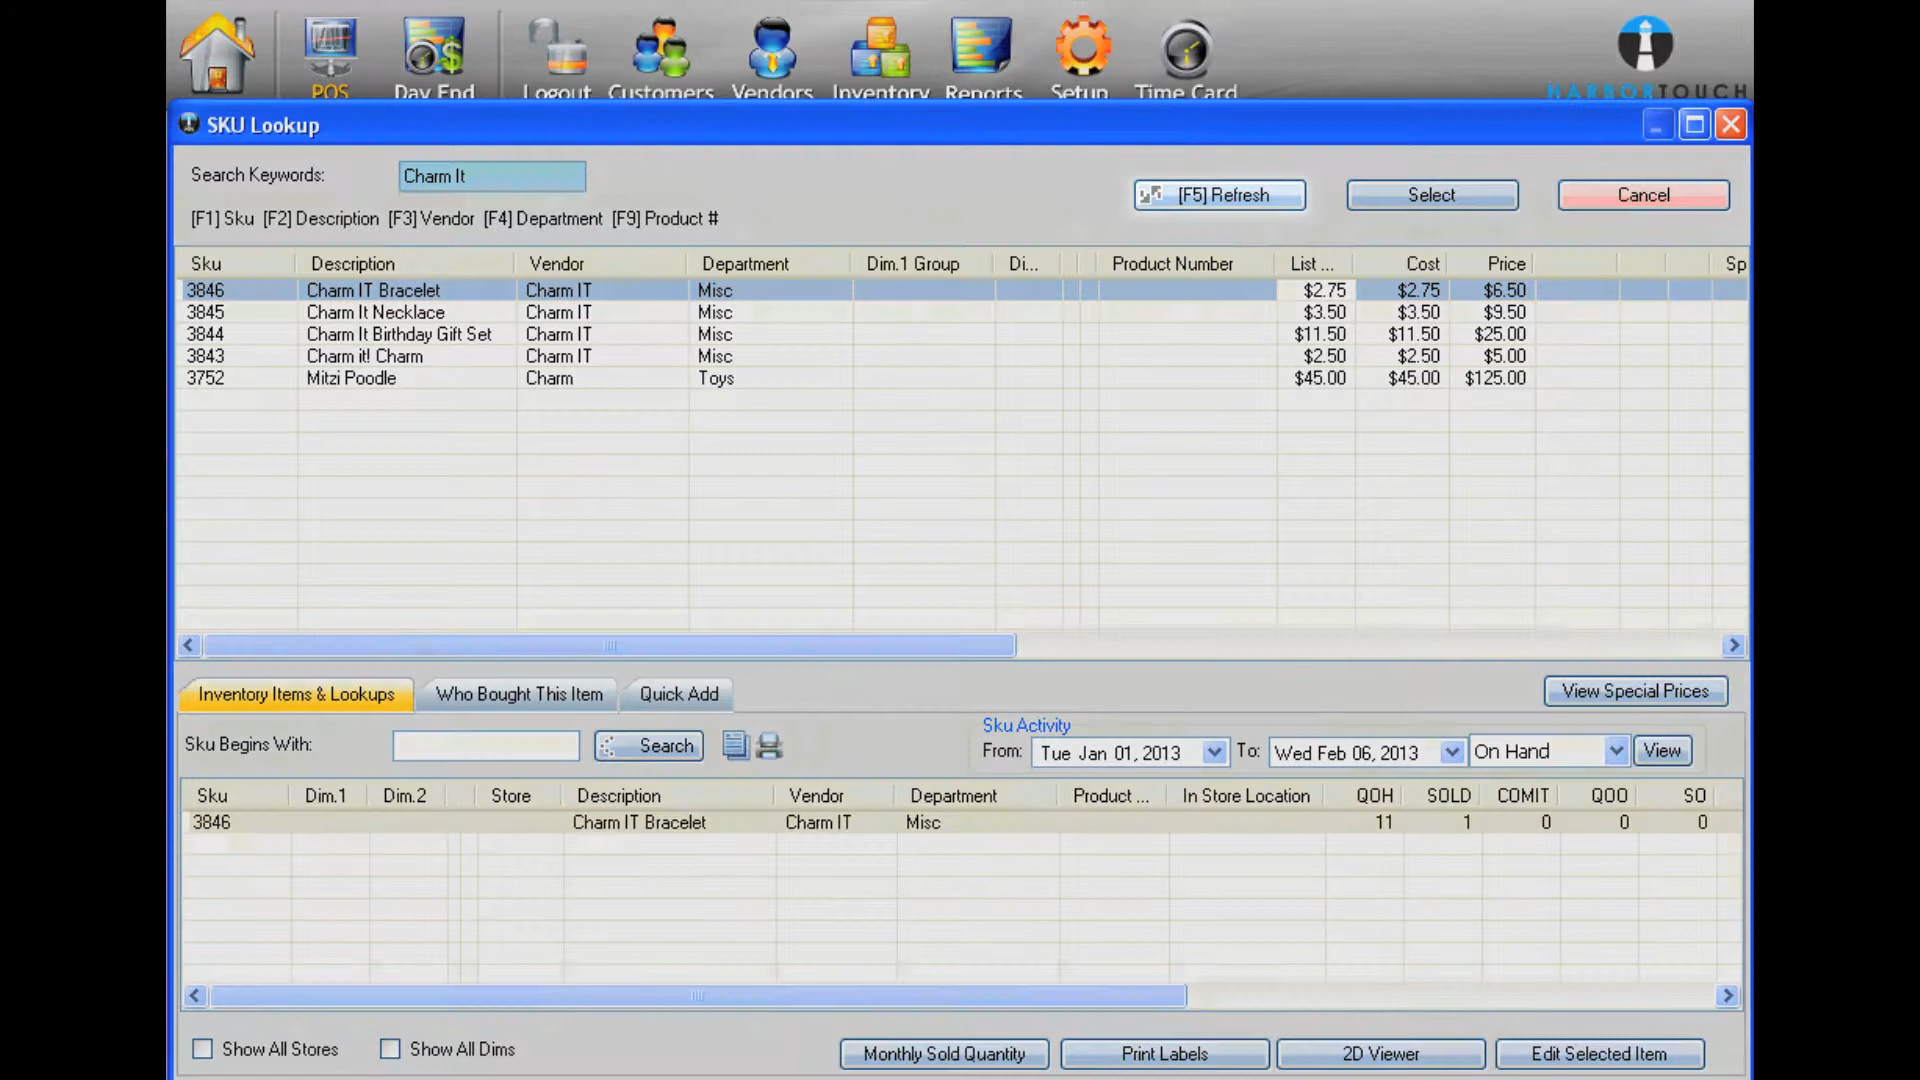 POS Day End Logout Customers Vendors Inventory Reports Setup Time Card HARBORTOUCH
SKU Lookup
Search Keywords: Charm It
[F5] Refresh Select Cancel
[F1] Sku [F2] Description [F3] Vendor [F4] Department [F9] Product #
Sku Description Vendor Department Dim.1 Group Di... Product Number List ... Cost Price Sp
3846 Charm IT Bracelet Charm IT Misc $2.75 $2.75 $6.50
3845 Charm It Necklace Charm IT Misc $3.50 $3.50 $9.50
3844 Charm It Birthday Gift Set Charm IT Misc $11.50 $11.50 $25.00
3843 Charm it! Charm Charm IT Misc $2.50 $2.50 $5.00
3752 Mitzi Poodle Charm Toys $45.00 $45.00 $125.00
Inventory Items & Lookups Who Bought This Item Quick Add View Special Prices
Sku Activity
Sku Begins With: Search From: Tue Jan 01, 2013 To: Wed Feb 06, 2013 On Hand View
Sku Dim.1 Dim.2 Store Description Vendor Department Product ... In Store Location QOH SOLD COMIT QOO SO
3846 Charm IT Bracelet Charm IT Misc 11 1 0 0 0
Show All Stores Show All Dims Monthly Sold Quantity Print Labels 2D Viewer Edit Selected Item